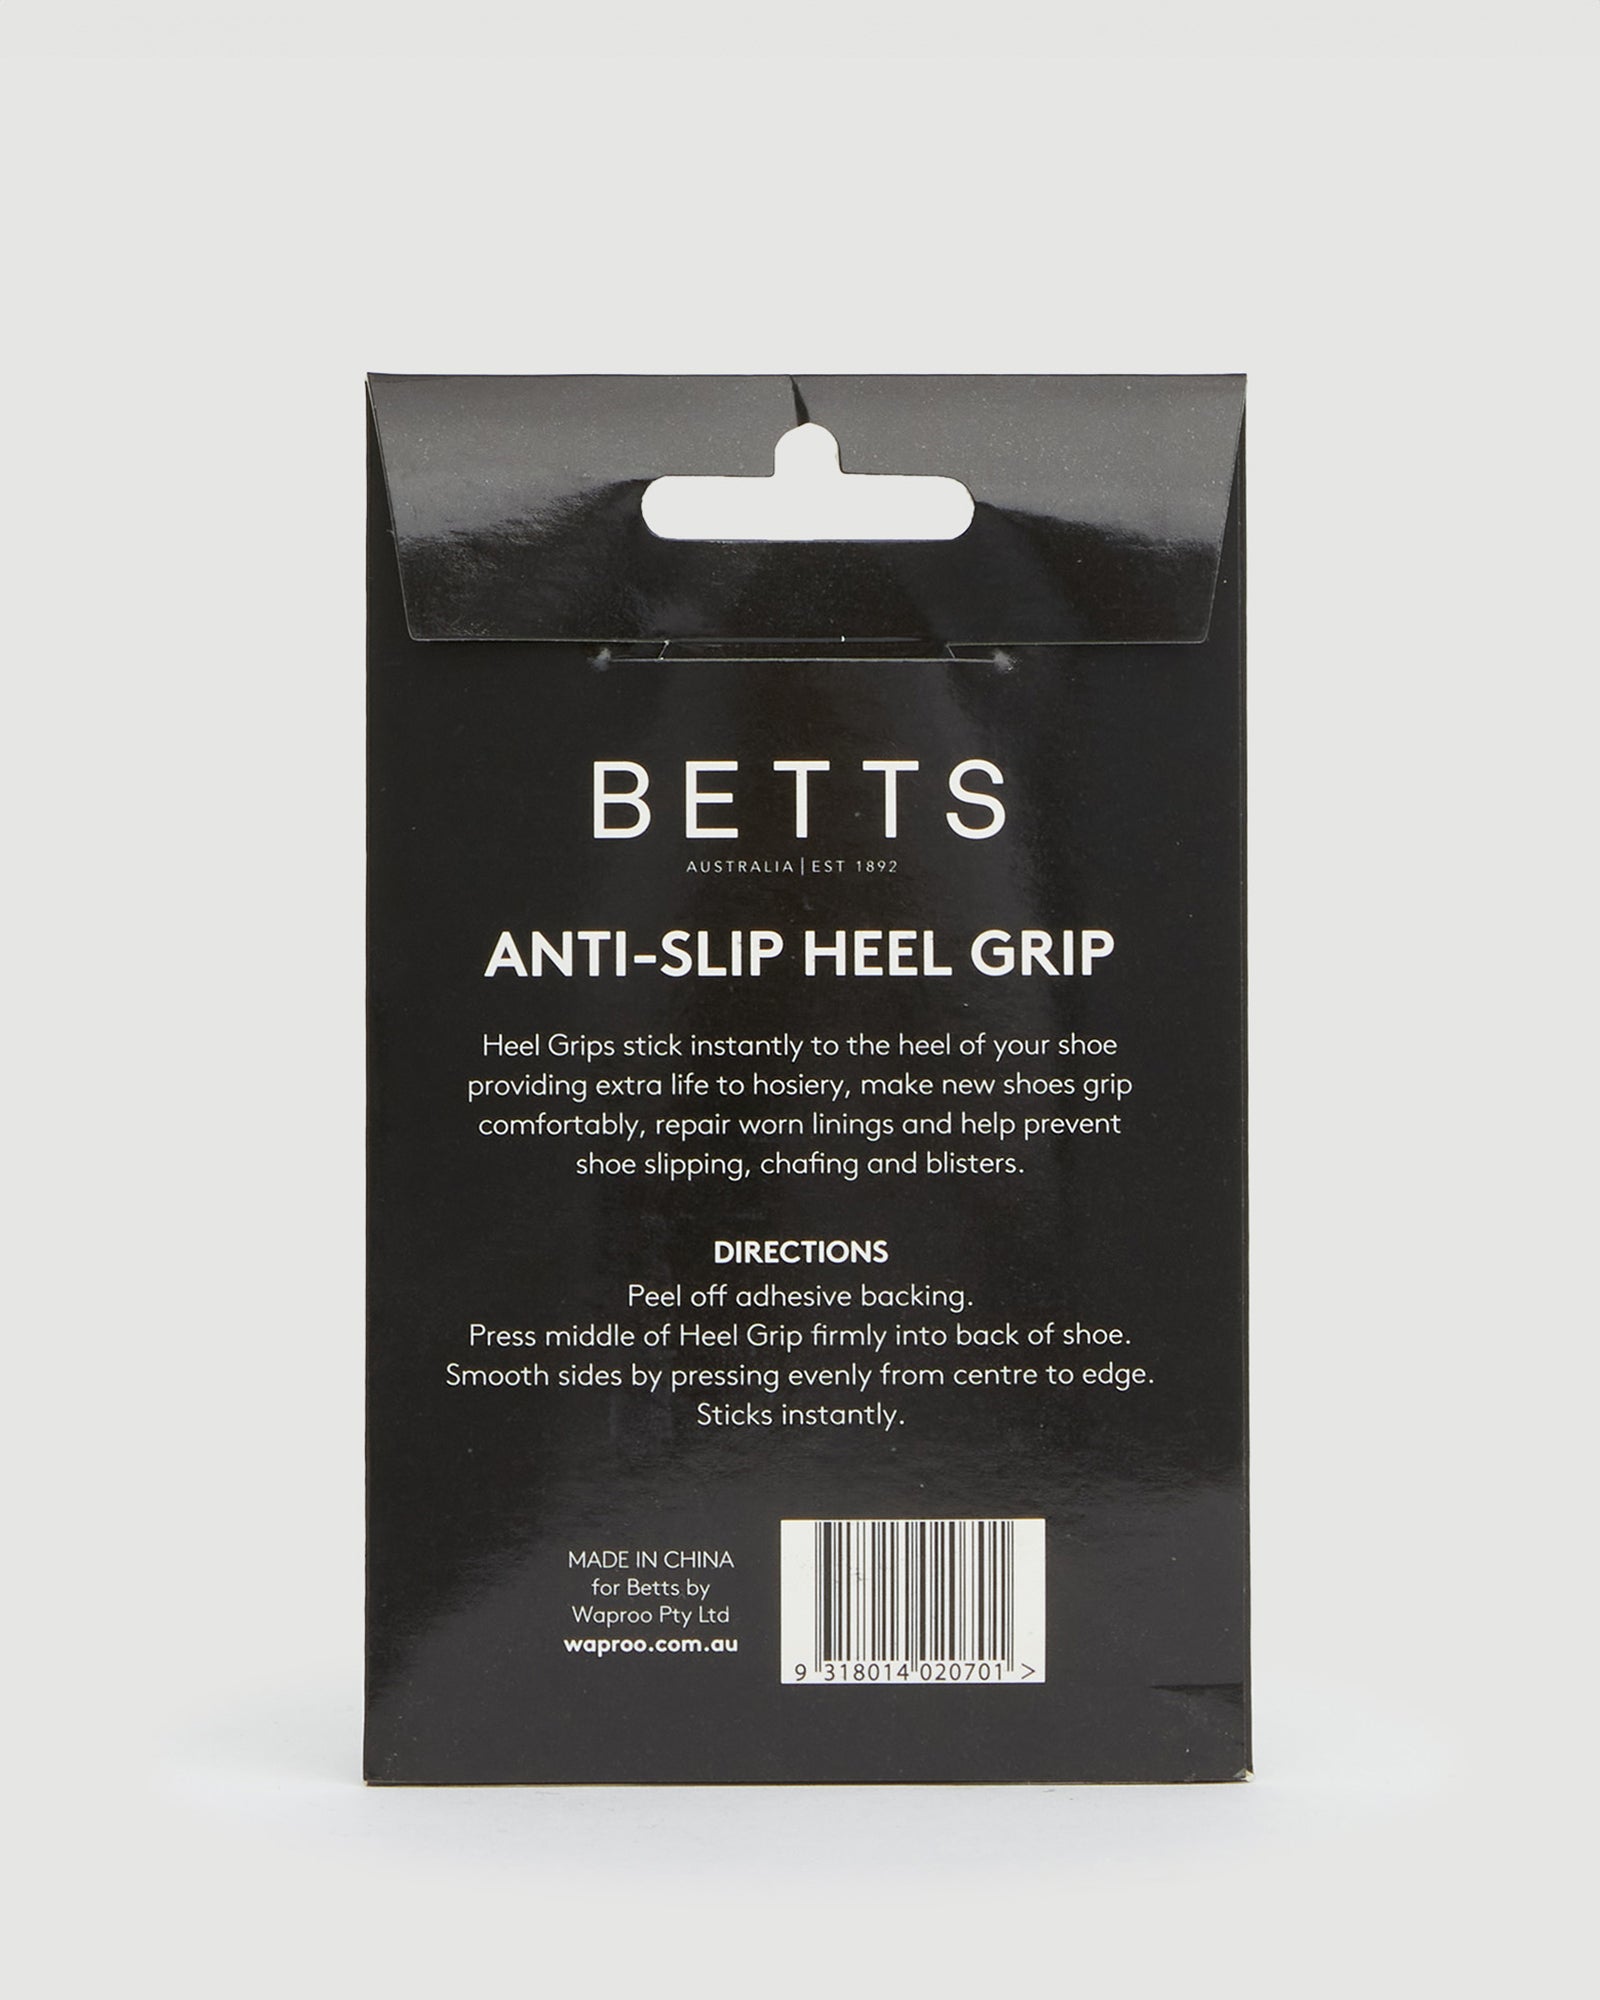 BETTS
AUSTRALIA | EST 1892
ANTI-SLIP HEEL GRIP
Heel Grips stick instantly to the heel of your shoe
providing extra life to hosiery, make new shoes grip
comfortably, repair worn linings and help prevent
shoe slipping, chafing and blisters.
DIRECTIONS
Peel off adhesive backing.
Press middle of Heel Grip firmly into back of shoe.
Smooth sides by pressing evenly from centre to edge.
Sticks instantly.
MADE IN CHINA
for Betts by
Waproo Pty Ltd
waproo.com.au
9 318014 020701 >